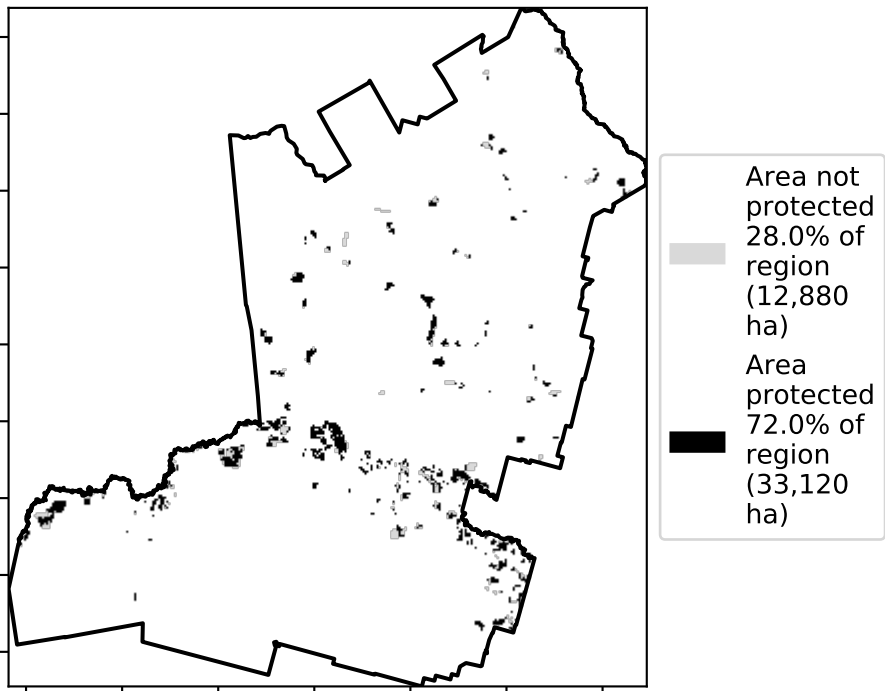 Area not
protected
28.0% of
region
(12,880
ha)
Area
protected
72.0% of
region
(33,120
ha)